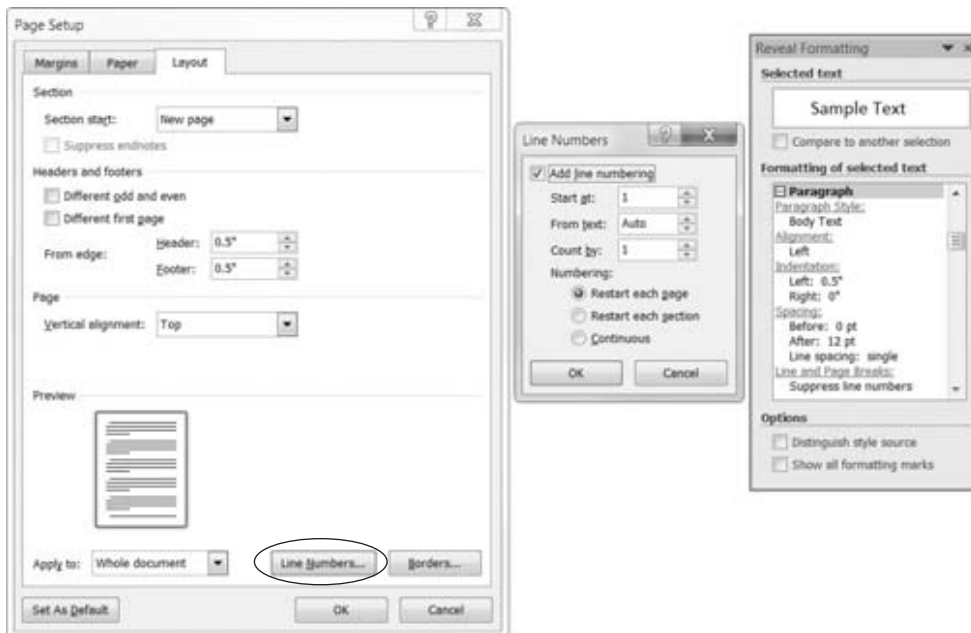 Page Setup
Margins Paper Layout
Section
Section start: New page
Suppress endnotes
Headers and footers
Different odd and even
Different first page
From edge:
Header: 0.5"
Footer: 0.5"
Page
Vertical alignment: Top
Preview
Apply to: Whole document
Line Numbers... Borders...
Set As Default OK Cancel
Line Numbers
Add line numbering
Start at: 1
From text: Auto
Count by: 1
Numbering:
Restart each page
Restart each section
Continuous
OK Cancel
Reveal Formatting
Selected text
Sample Text
Compare to another selection
Formatting of selected text
Paragraph
Paragraph Style:
Body Text
Alignment:
Left
Indentation:
Left: 0.5"
Right: 0"
Spacing:
Before: 0 pt
After: 12 pt
Line spacing: single
Line and Page Breaks:
Suppress line numbers
Options
Distinguish style source
Show all formatting marks